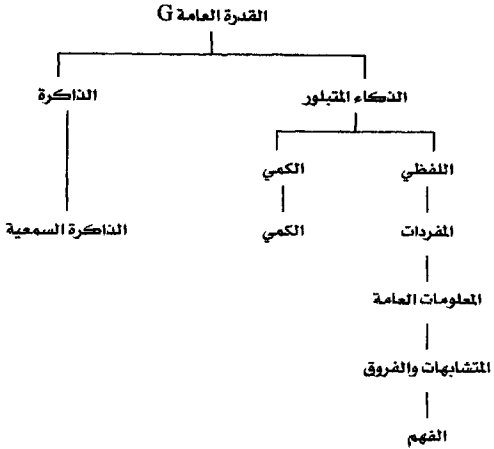 القدرة العامة G
الذكاء المتبلور
الذاكرة
اللفظي
الكمي
المفردات
الكمي
الذاكرة السمعية
المعلومات العامة
المتشابهات والفروق
الفهم